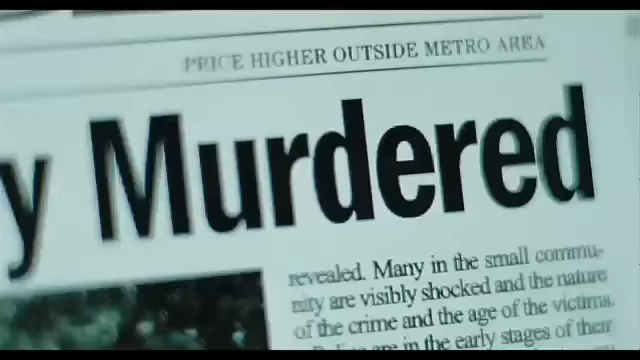 PRICE HIGHER OUTSIDE METRO AREA
y Murdered
revealed. Many in the small commu-
nity are visibly shocked and the nature
of the crime and the age of the victims.
are in the early stages of their